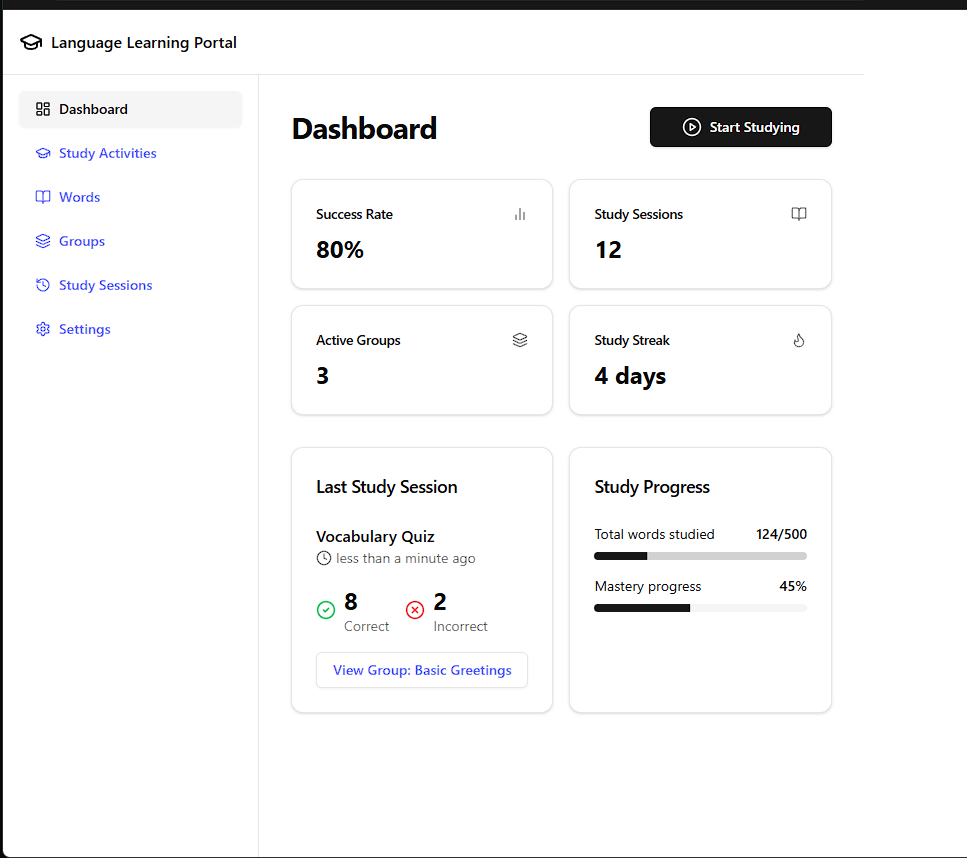 Language Learning Portal
Dashboard
Study Activities
Words
Groups
Study Sessions
Settings
Dashboard
Start Studying
Success Rate
80%
Study Sessions
12
Active Groups
3
Study Streak
4 days
Last Study Session
Vocabulary Quiz
less than a minute ago
8
Correct
2
Incorrect
View Group: Basic Greetings
Study Progress
Total words studied 124/500
Mastery progress 45%